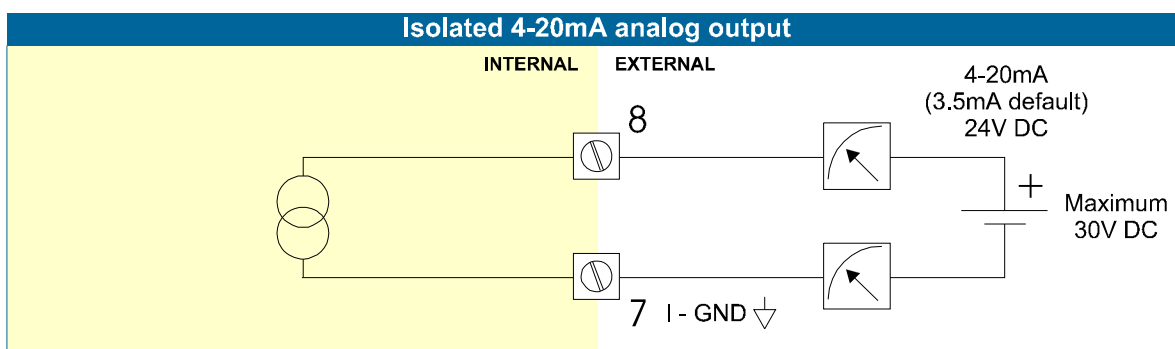 Isolated 4-20mA analog output
INTERNAL EXTERNAL
4-20mA
(3.5mA default)
24V DC
8
+
Maximum
30V DC
7 I - GND